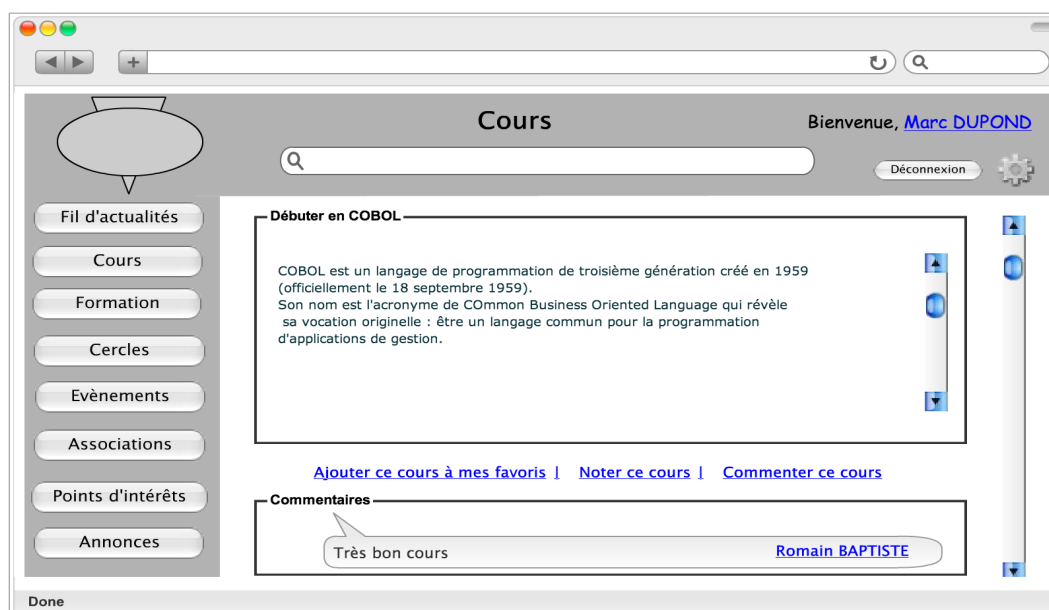 Cours
Bienvenue, Marc DUPOND
Déconnexion
Fil d'actualités
Cours
Formation
Cercles
Evènements
Associations
Points d'intérêts
Annonces
Débuter en COBOL
COBOL est un langage de programmation de troisième génération créé en 1959
(officiellement le 18 septembre 1959).
Son nom est l'acronyme de COmmon Business Oriented Language qui révèle
sa vocation originelle : être un langage commun pour la programmation
d'applications de gestion.
Ajouter ce cours à mes favoris | Noter ce cours | Commenter ce cours
Commentaires
Très bon cours Romain BAPTISTE
Done